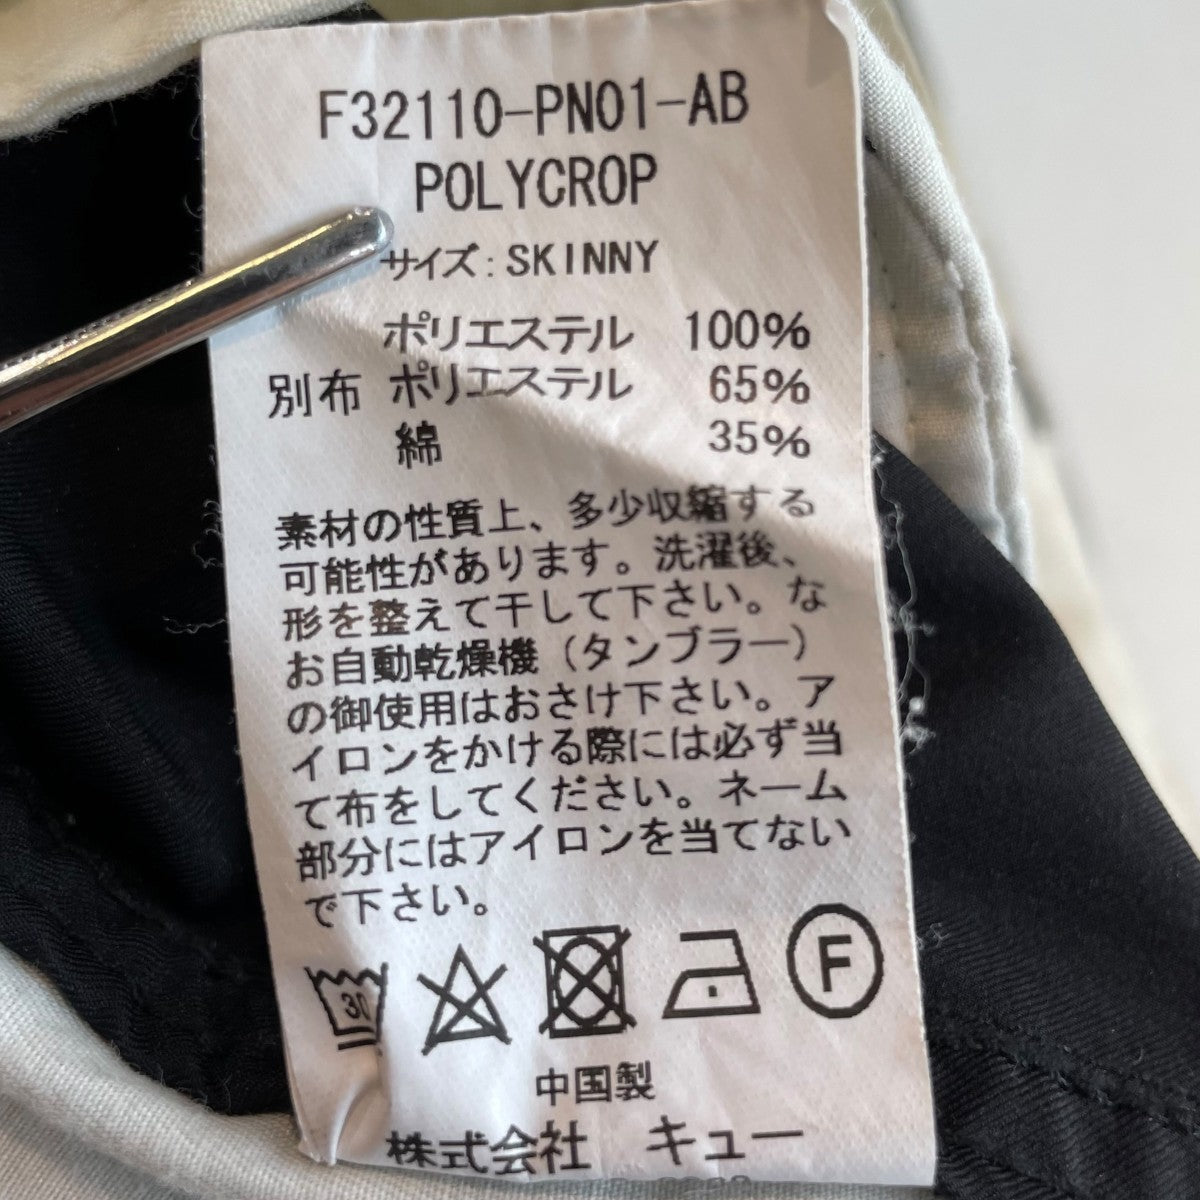 F32110-PN01-AB
POLYCROP
サイズ:SKINNY
ポリエステル 100%
別布 ポリエステル 65%
綿 35%
素材の性質上、多少収縮する
可能性があります。洗濯後、
形を整えて干して下さい。な
お自動乾燥機(タンブラー)
の御使用はおさけ下さい。ア
イロンをかける際には必ず当
て布をしてください。ネーム
部分にはアイロンを当てない
で下さい。
30 F
中国製
株式会社 キュー